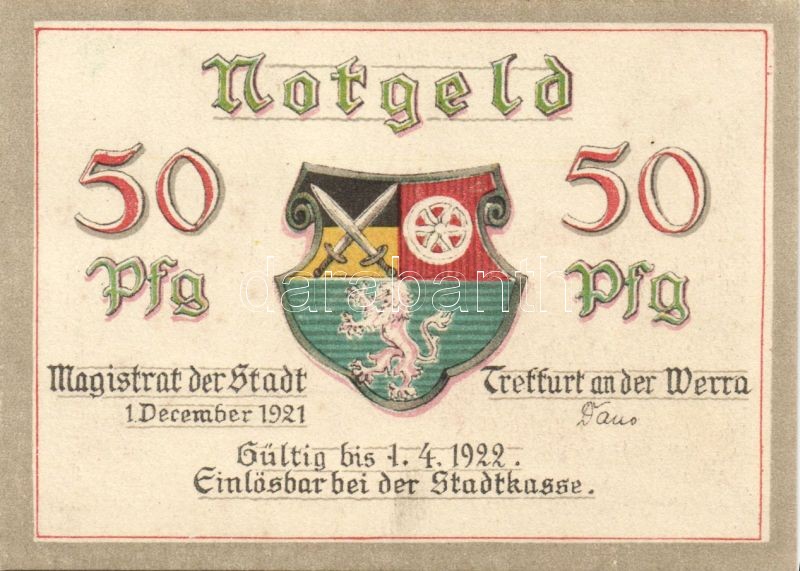 Notgeld
50 50
Pfg Pfg
darabanth
Magistrat der Stadt Treffurt an der Werra
1. December 1921
Gültig bis 1. 4. 1922.
Einlösbar bei der Stadtkasse.